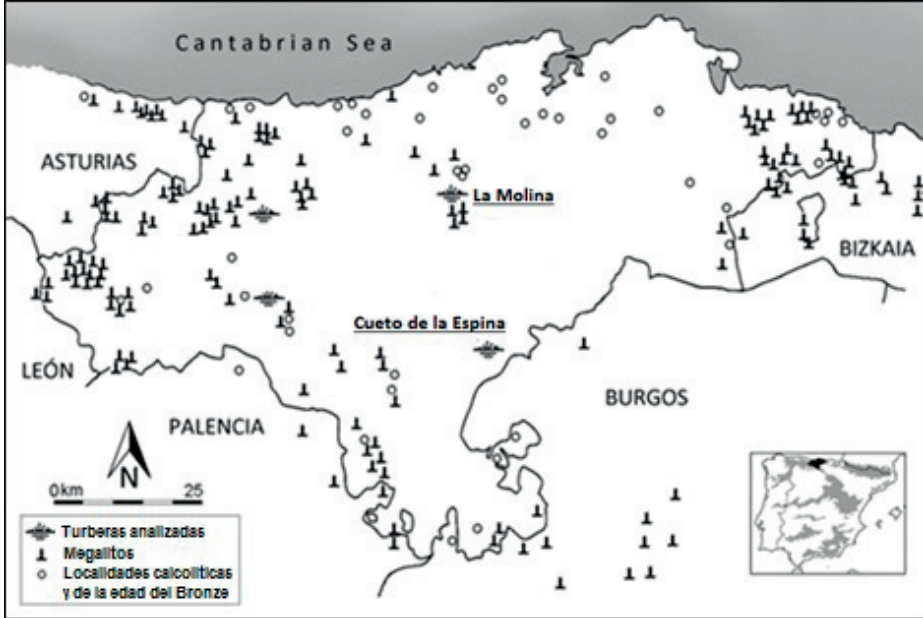 Cantabrian Sea
ASTURIAS
La Molina
BIZKAIA
Cueto de la Espina
LEÓN
BURGOS
PALENCIA
N
0km 25
Turberas analizadas
Megalitos
Localidades calcolíticas
y de la edad del Bronze